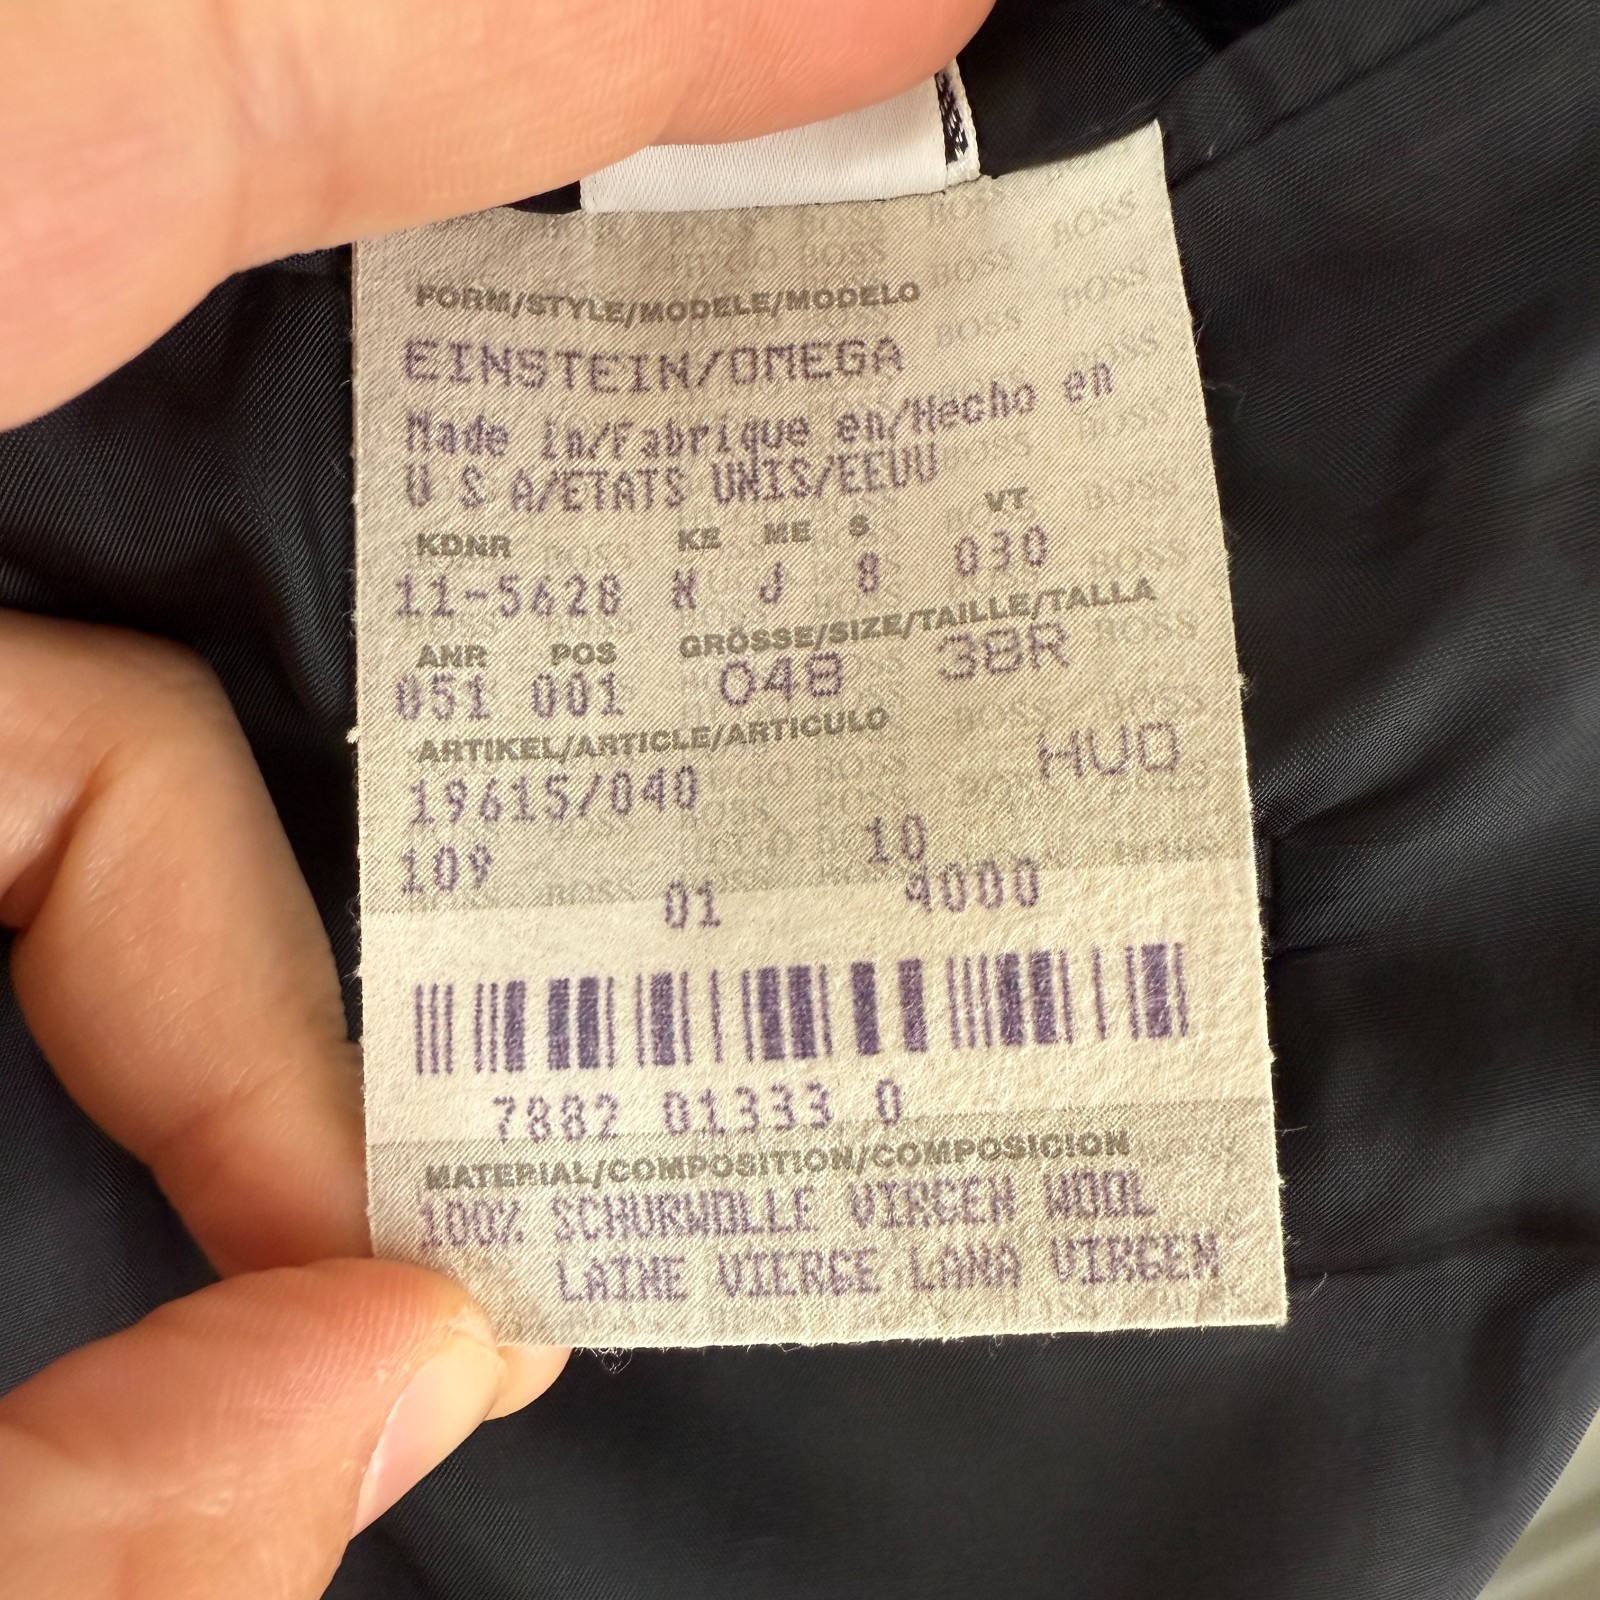 FORM/STYLE/MODELE/MODELO
EINSTEIN/OMEGA
Made in/Fabrique en/Hecho en
U S A/ETATS UNIS/EEUU
KDNR KE ME S VT
11-5628 X J 8 030
ANR POS GRÖSSE/SIZE/TAILLE/TALLA
051 001 048 38R
ARTIKEL/ARTICLE/ARTICULO
19615/040 HUO
109 10
01 4000
7882 01333 0
MATERIAL/COMPOSITION/COMPOSICION
100% SCHURWOLLE VIRGEN WOOL
LAINE VIERGE LANA VIRGEN